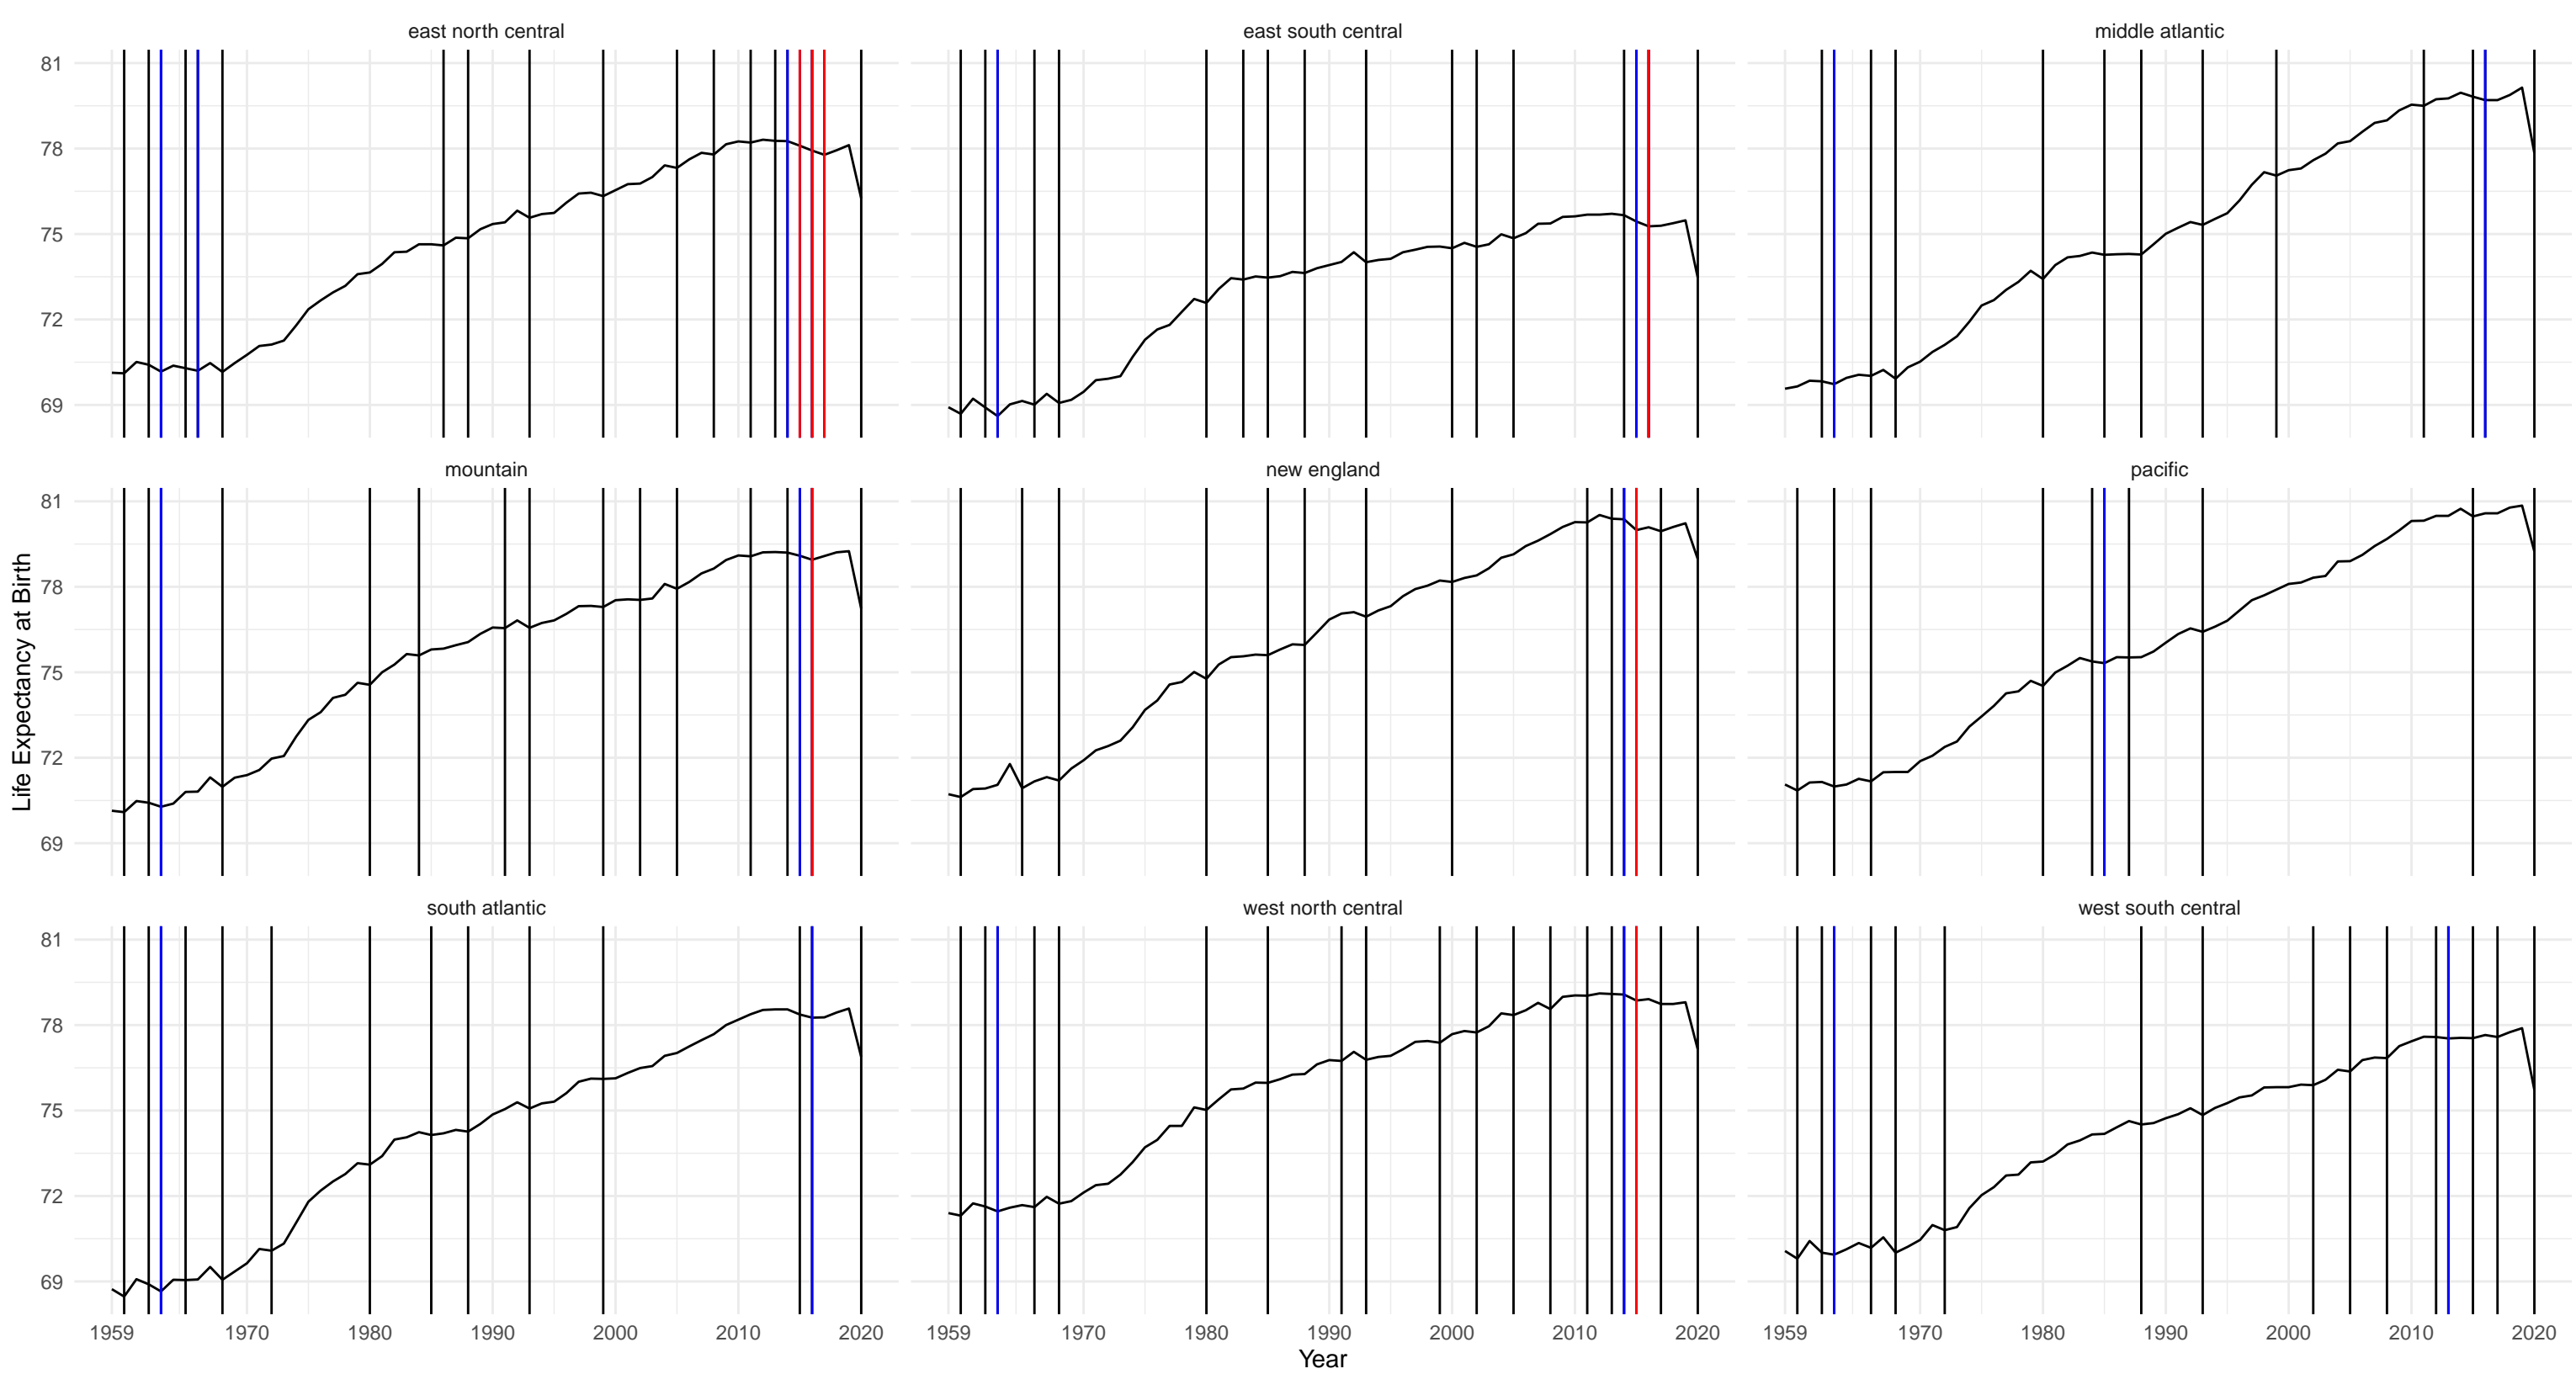 east north central east south central middle atlantic
81
78
75
72
69
mountain new england pacific
81
78
75
72
69
Life Expectancy at Birth
south atlantic west north central west south central
81
78
75
72
69
1959 1970 1980 1990 2000 2010 2020 1959 1970 1980 1990 2000 2010 2020 1959 1970 1980 1990 2000 2010 2020
Year